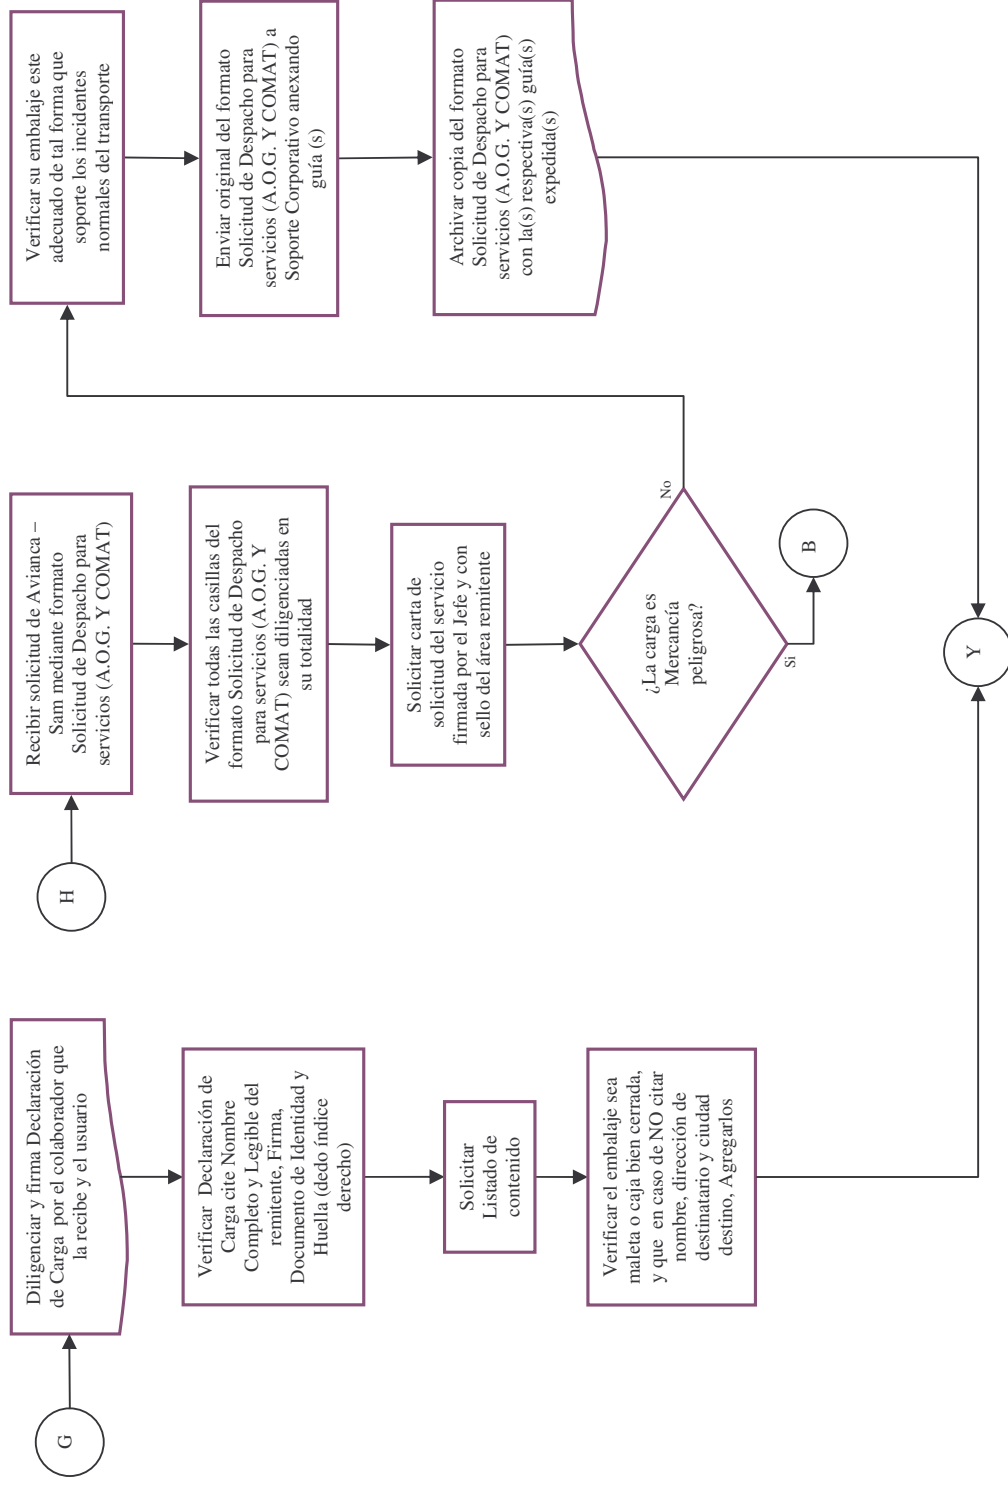 G
Diligenciar y firma Declaración
de Carga por el colaborador que
la recibe y el usuario
Verificar Declaración de
Carga cite Nombre
Completo y Legible del
remitente, Firma,
Documento de Identidad y
Huella (dedo índice
derecho)
Solicitar
Listado de
contenido
Verificar el embalaje sea
maleta o caja bien cerrada,
y que en caso de NO citar
nombre, dirección de
destinatario y ciudad
destino, Agregarlos
H
Recibir solicitud de Avianca –
Sam mediante formato
Solicitud de Despacho para
servicios (A.O.G. Y COMAT)
Verificar todas las casillas del
formato Solicitud de Despacho
para servicios (A.O.G. Y
COMAT) sean diligenciadas en
su totalidad
Solicitar carta de
solicitud del servicio
firmada por el Jefe y con
sello del área remitente
¿La carga es
Mercancía
peligrosa?
No
Si
B
Verificar su embalaje este
adecuado de tal forma que
soporte los incidentes
normales del transporte
Enviar original del formato
Solicitud de Despacho para
servicios (A.O.G. Y COMAT) a
Soporte Corporativo anexando
guía (s)
Archivar copia del formato
Solicitud de Despacho para
servicios (A.O.G. Y COMAT)
con la(s) respectiva(s) guía(s)
expedida(s)
Y